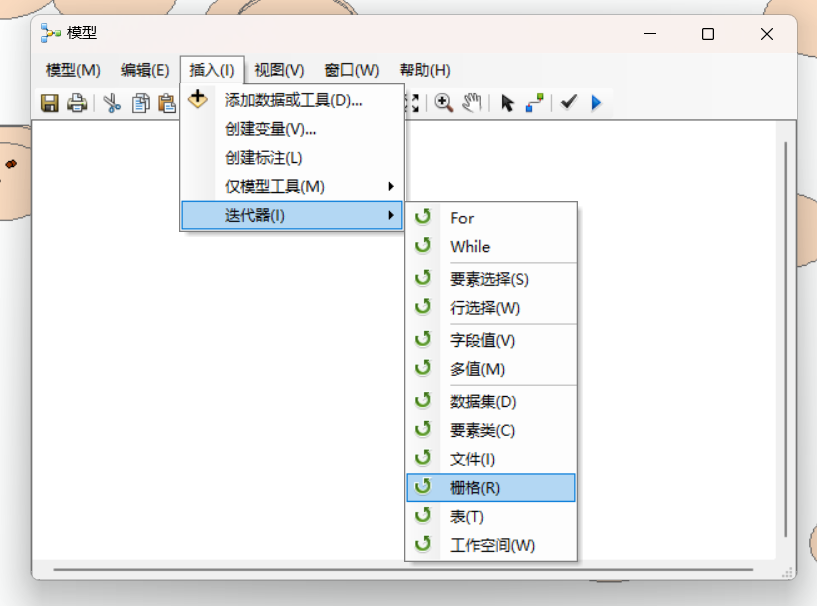 模型
模型(M) 编辑(E) 插入(I) 视图(V) 窗口(W) 帮助(H)
添加数据或工具(D)...
创建变量(V)...
创建标注(L)
仅模型工具(M)
迭代器(I)
For
While
要素选择(S)
行选择(W)
字段值(V)
多值(M)
数据集(D)
要素类(C)
文件(I)
栅格(R)
表(T)
工作空间(W)